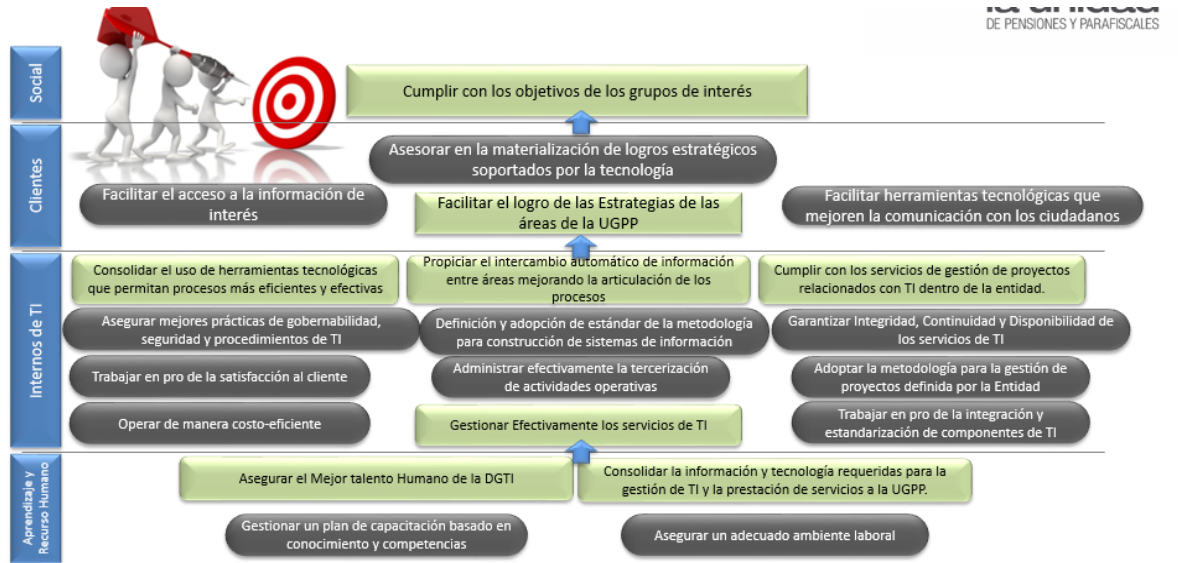 la unidad
DE PENSIONES Y PARAFISCALES
Social
Cumplir con los objetivos de los grupos de interés
Clientes
Asesorar en la materialización de logros estratégicos
soportados por la tecnología
Facilitar el acceso a la información de
interés
Facilitar el logro de las Estrategias de las
áreas de la UGPP
Facilitar herramientas tecnológicas que
mejoren la comunicación con los ciudadanos
Internos de TI
Consolidar el uso de herramientas tecnológicas
que permitan procesos más eficientes y efectivas
Propiciar el intercambio automático de información
entre áreas mejorando la articulación de los
procesos
Cumplir con los servicios de gestión de proyectos
relacionados con TI dentro de la entidad.
Asegurar mejores prácticas de gobernabilidad,
seguridad y procedimientos de TI
Definición y adopción de estándar de la metodología
para construcción de sistemas de información
Garantizar Integridad, Continuidad y Disponibilidad de
los servicios de TI
Trabajar en pro de la satisfacción al cliente
Administrar efectivamente la tercerización
de actividades operativas
Adoptar la metodología para la gestión de
proyectos definida por la Entidad
Operar de manera costo-eficiente
Gestionar Efectivamente los servicios de TI
Trabajar en pro de la integración y
estandarización de componentes de TI
Aprendizaje y
Recurso Humano
Asegurar el Mejor talento Humano de la DGTI
Consolidar la información y tecnología requeridas para la
gestión de TI y la prestación de servicios a la UGPP.
Gestionar un plan de capacitación basado en
conocimiento y competencias
Asegurar un adecuado ambiente laboral